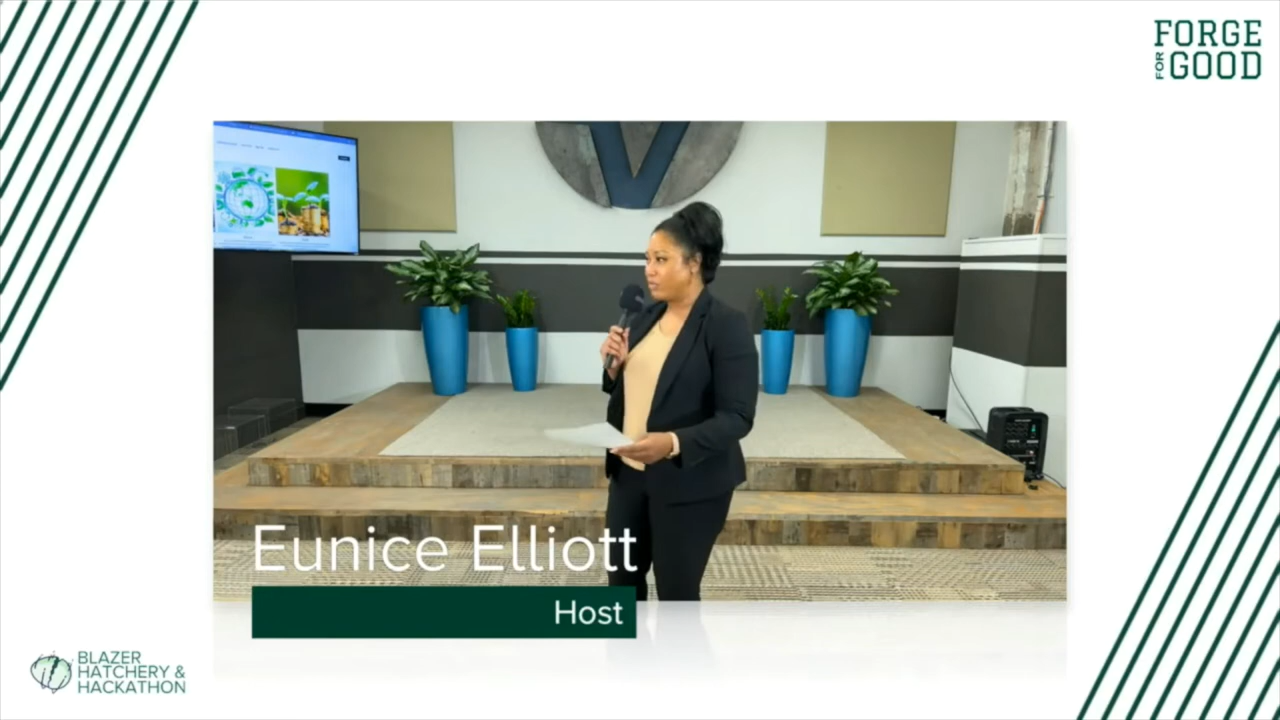 FORGE
FOR
GOOD
Eunice Elliott
Host
BLAZER
HATCHERY &
HACKATHON